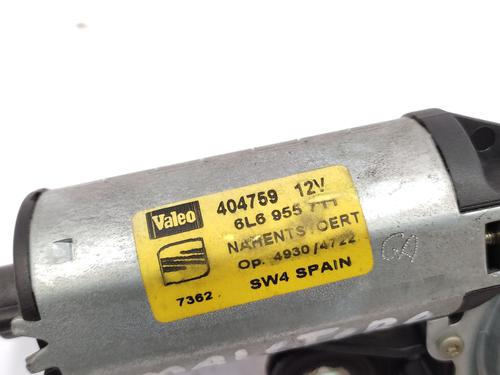 Valeo 404759 12V
6L6 955 711
NAHENTSTOERT
Op. 4930/4722
7362 SW4 SPAIN